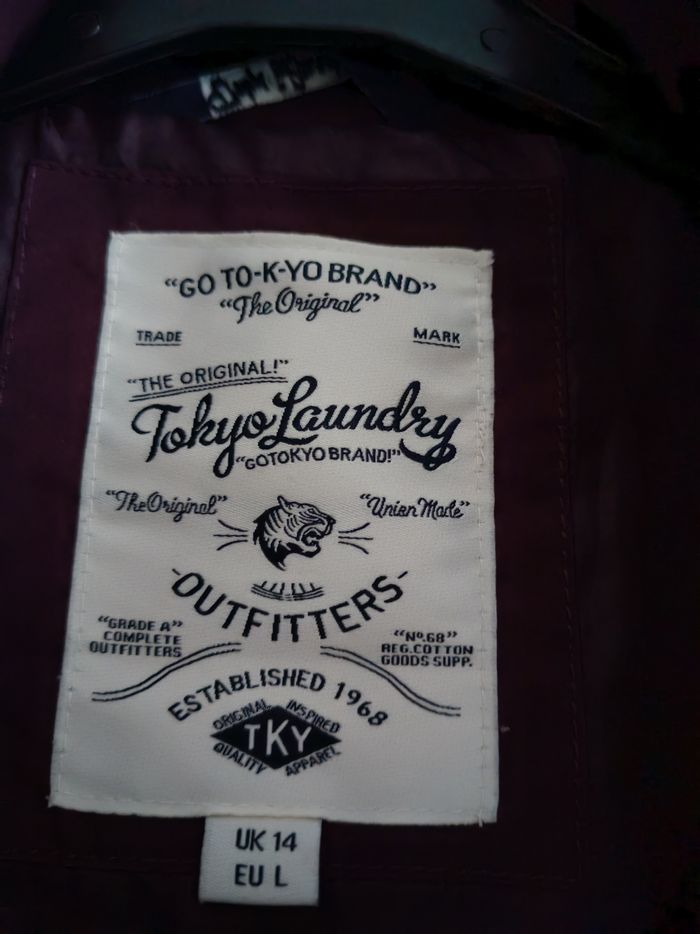 “GO TO-K-YO BRAND”
“The Original”
TRADE MARK
“THE ORIGINAL!”
Tokyo Laundry
“GOTOKYO BRAND!”
“The Original” “Union Made”
OUTFITTERS
“GRADE A”
COMPLETE
OUTFITTERS
“Nº.68”
REG.COTTON
GOODS SUPP.
ESTABLISHED 1968
ORIGINAL INSPIRED
TKY
QUALITY APPAREL
UK 14
EU L